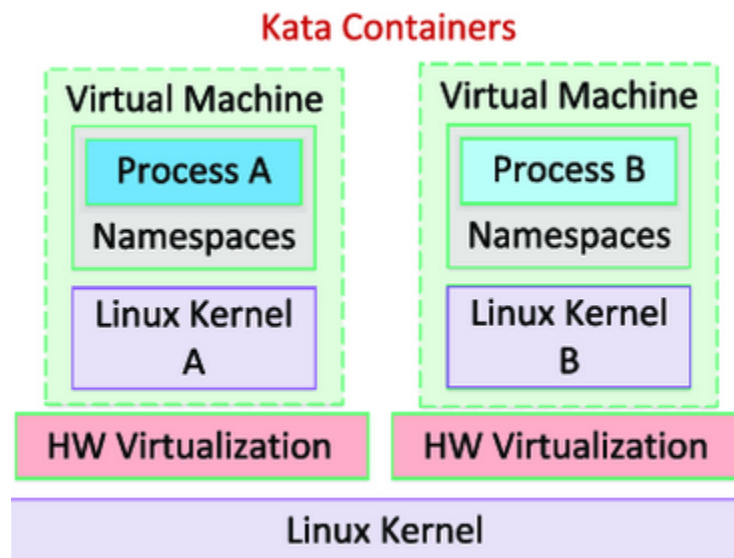 Kata Containers
Virtual Machine
Process A
Namespaces
Linux Kernel
A
HW Virtualization
Virtual Machine
Process B
Namespaces
Linux Kernel
B
HW Virtualization
Linux Kernel